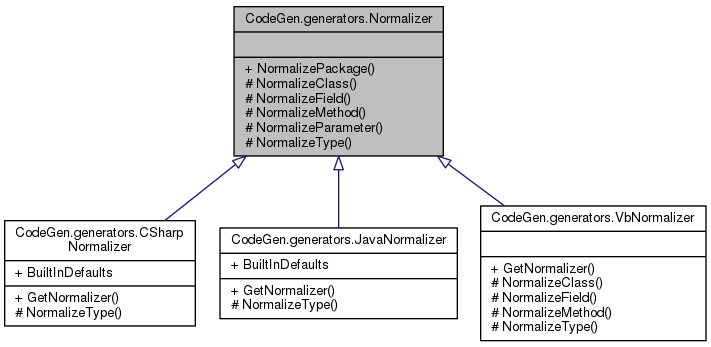 CodeGen.generators.Normalizer
+ NormalizePackage()
# NormalizeClass()
# NormalizeField()
# NormalizeMethod()
# NormalizeParameter()
# NormalizeType()
CodeGen.generators.CSharp
Normalizer
+ BuiltInDefaults
+ GetNormalizer()
# NormalizeType()
CodeGen.generators.JavaNormalizer
+ BuiltInDefaults
+ GetNormalizer()
# NormalizeType()
CodeGen.generators.VbNormalizer
+ GetNormalizer()
# NormalizeClass()
# NormalizeField()
# NormalizeMethod()
# NormalizeType()